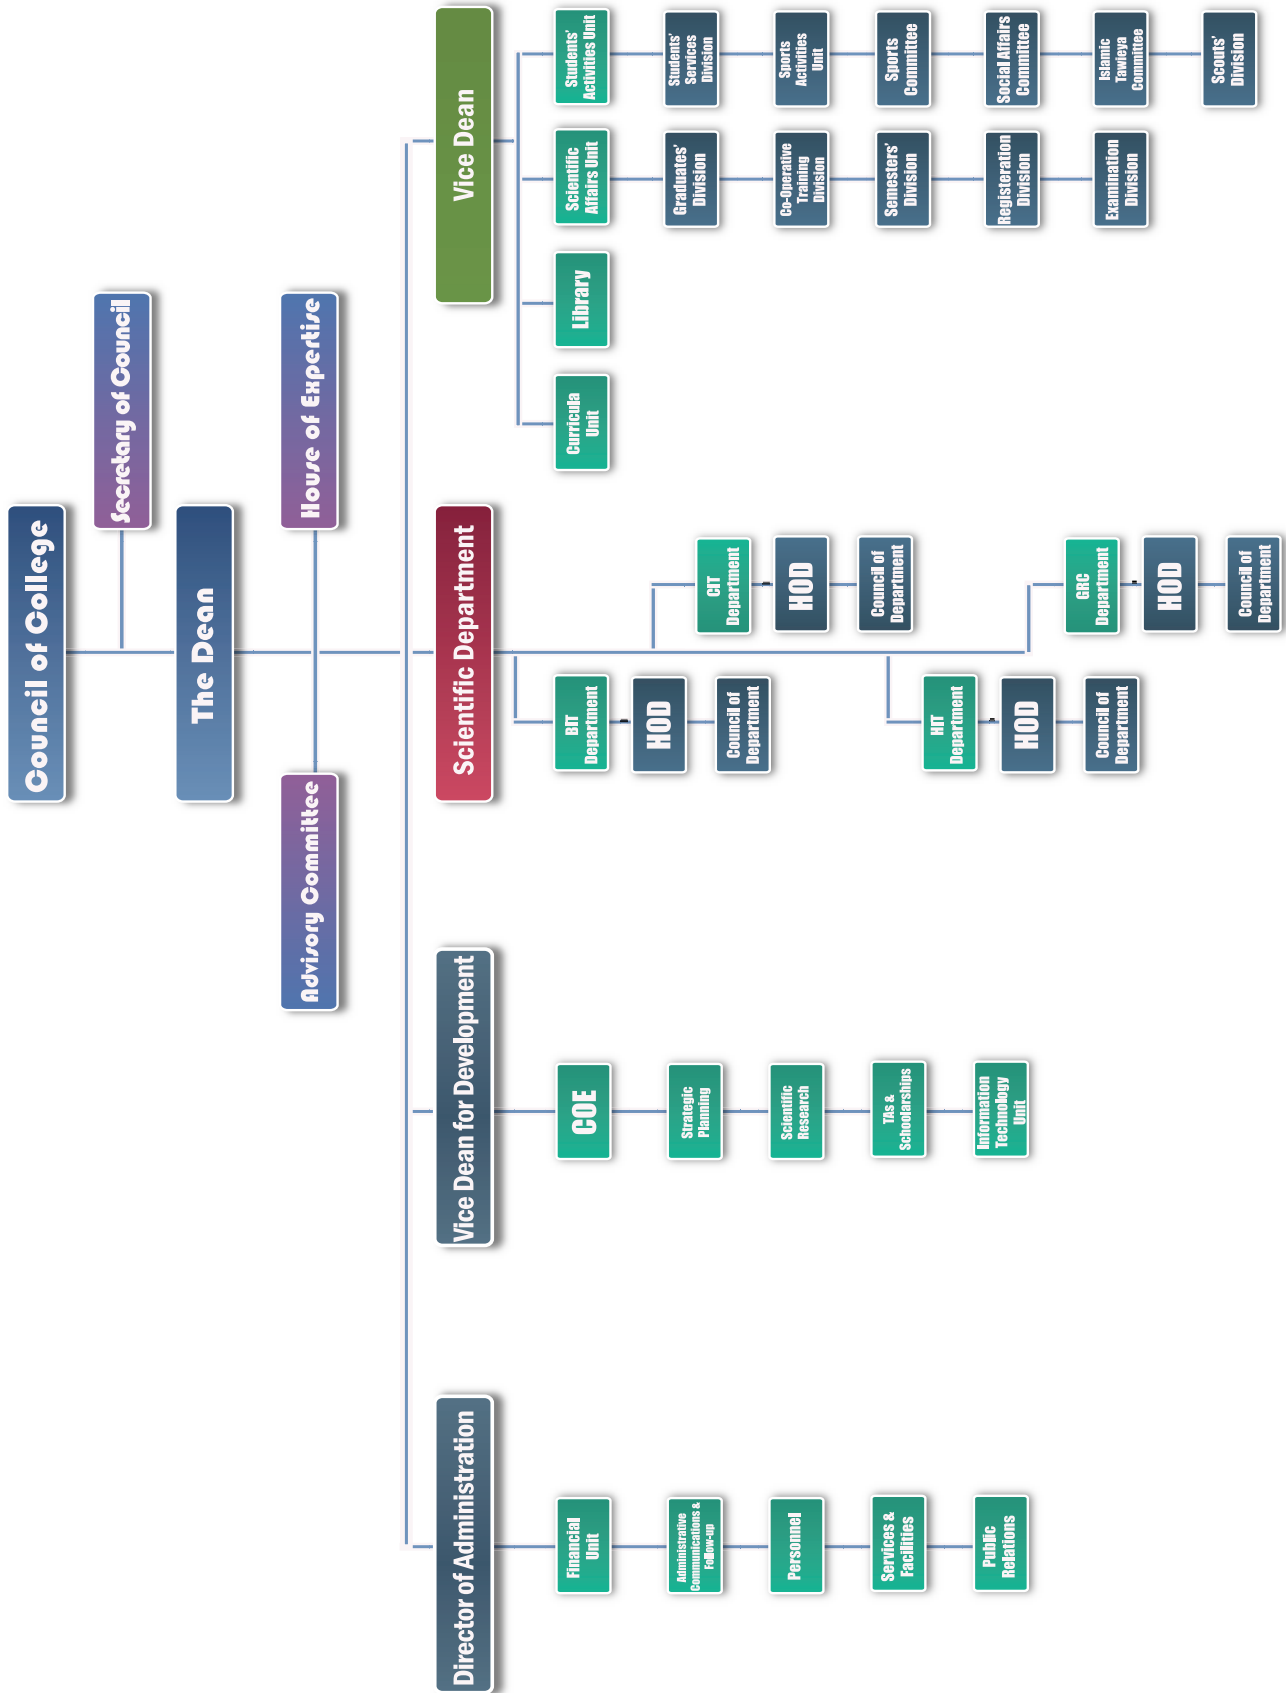 Council of College
Secretary of Council
The Dean
Advisory Committee
House of Expertise
Director of Administration
Vice Dean for Development
Scientific Department
Vice Dean
Financial
Unit
Administrative
Communications &
Follow-up
Personnel
Services &
Facilities
Public
Relations
COE
Strategic
Planning
Scientific
Research
TAs &
Schoolarships
Information
Technology
Unit
BIT
Department
HOD
Council of
Department
CIT
Department
HOD
Council of
Department
HIT
Department
HOD
Council of
Department
GRC
Department
HOD
Council of
Department
Curricula
Unit
Library
Scientific
Affairs Unit
Graduates’
Division
Co-Operative
Training
Division
Semesters’
Division
Registeration
Division
Examination
Division
Students’
Activities Unit
Students’
Services
Division
Sports
Activities
Unit
Sports
Committee
Social Affairs
Committee
Islamic
Tawieya
Committee
Scouts’
Division